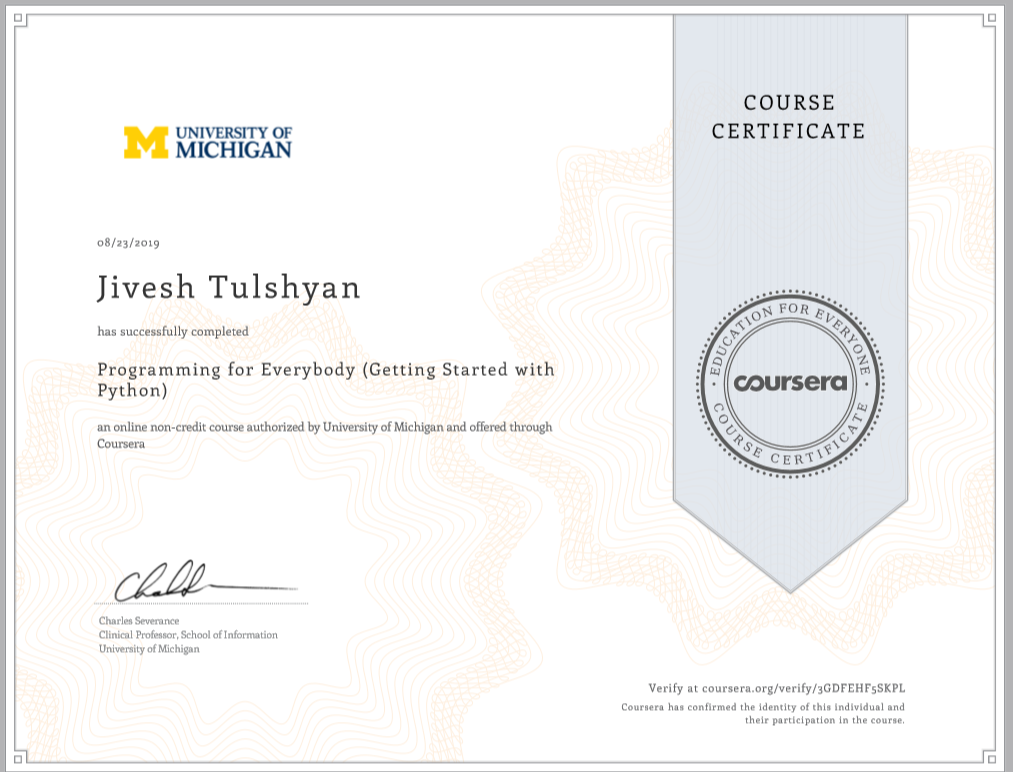 UNIVERSITY OF
MICHIGAN
COURSE
CERTIFICATE
08/23/2019
Jivesh Tulshyan
has successfully completed
Programming for Everybody (Getting Started with
Python)
an online non-credit course authorized by University of Michigan and offered through
Coursera
EDUCATION FOR EVERYONE
coursera
COURSE CERTIFICATE
Charles Severance
Clinical Professor, School of Information
University of Michigan
Verify at coursera.org/verify/3GDFEHF5SKPL
Coursera has confirmed the identity of this individual and
their participation in the course.